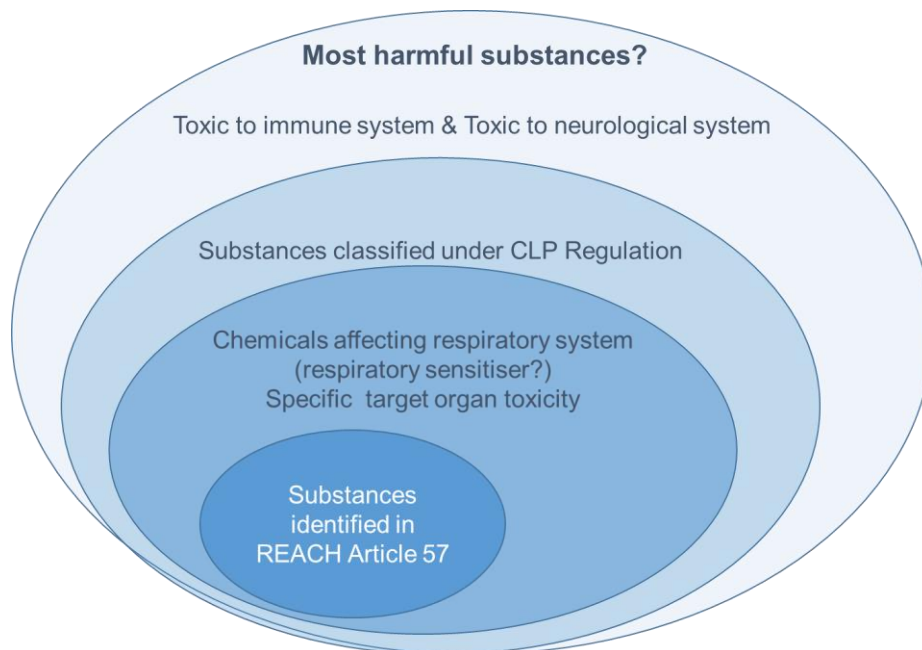 Most harmful substances?
Toxic to immune system & Toxic to neurological system
Substances classified under CLP Regulation
Chemicals affecting respiratory system
(respiratory sensitiser?)
Specific target organ toxicity
Substances
identified in
REACH Article 57